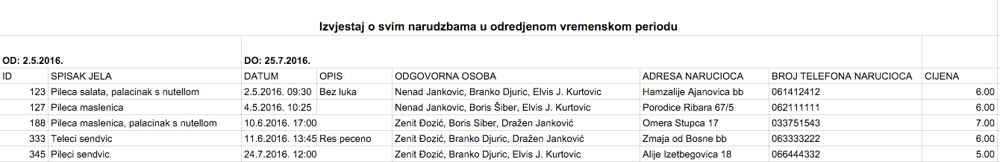 Izvjestaj o svim narudzbama u odredjenom vremenskom periodu
OD: 2.5.2016. DO: 25.7.2016.
ID SPISAK JELA DATUM OPIS ODGOVORNA OSOBA ADRESA NARUCIOCA BROJ TELEFONA NARUCIOCA CIJENA
123 Pileca salata, palacinak s nutellom 2.5.2016. 09:30 Bez luka Nenad Jankovic, Branko Djuric, Elvis J. Kurtovic Hamzalije Ajanovica bb 061412412 6.00
127 Pileca maslenica 4.5.2016. 10:25 Nenad Jankovic, Boris Šiber, Elvis J. Kurtovic Porodice Ribara 67/5 062111111 6.00
188 Pileca maslenica, palacinak s nutellom 10.6.2016. 17:00 Zenit Đozić, Boris Siber, Dražen Janković Omera Stupca 17 033751543 7.00
333 Teleci sendvic 11.6.2016. 13:45 Res peceno Zenit Đozić, Branko Djuric, Dražen Janković Zmaja od Bosne bb 063333222 6.00
345 Pileci sendvic 24.7.2016. 12:00 Zenit Đozić, Branko Djuric, Elvis J. Kurtovic Alije Izetbegovica 18 066444332 5.00